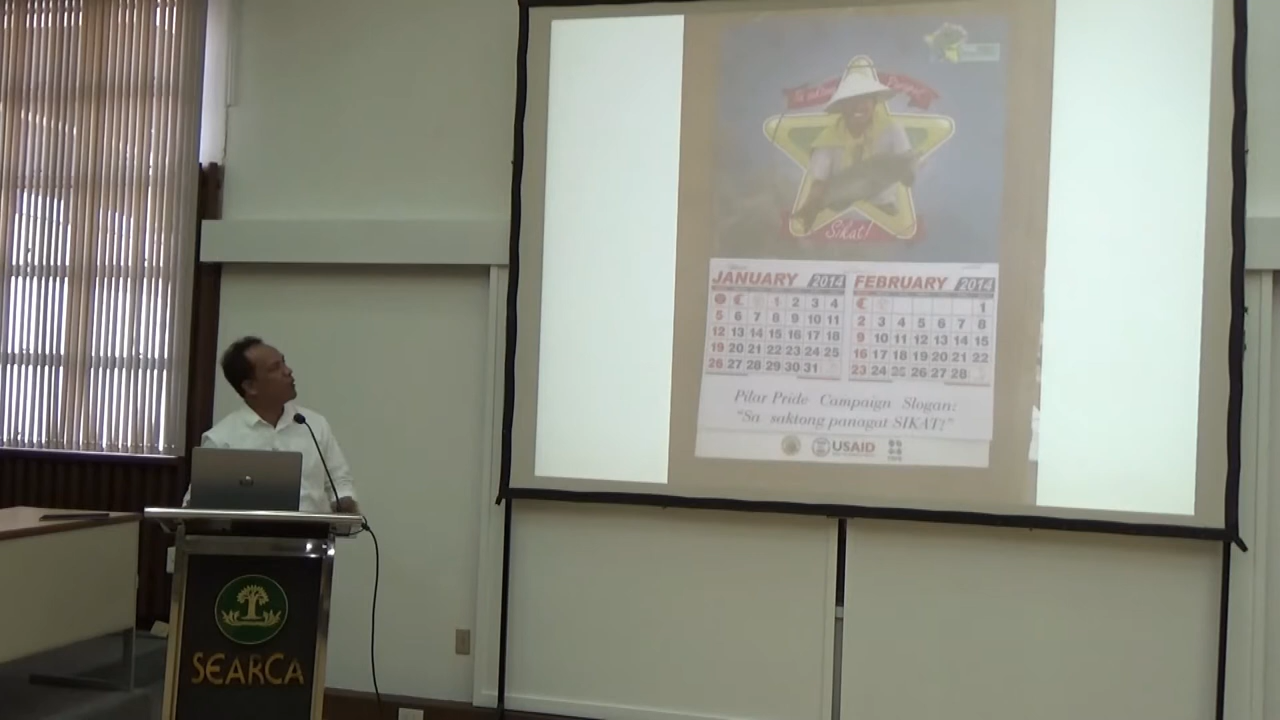 Sikat!
JANUARY 2014 FEBRUARY 2014
1 2 3 4 1
5 6 7 8 9 10 11 2 3 4 5 6 7 8
12 13 14 15 16 17 18 9 10 11 12 13 14 15
19 20 21 22 23 24 25 16 17 18 19 20 21 22
26 27 28 29 30 31 23 24 25 26 27 28
Pilar Pride Campaign Slogan:
"Sa saktong panagat SIKAT!"
USAID
SEARCA